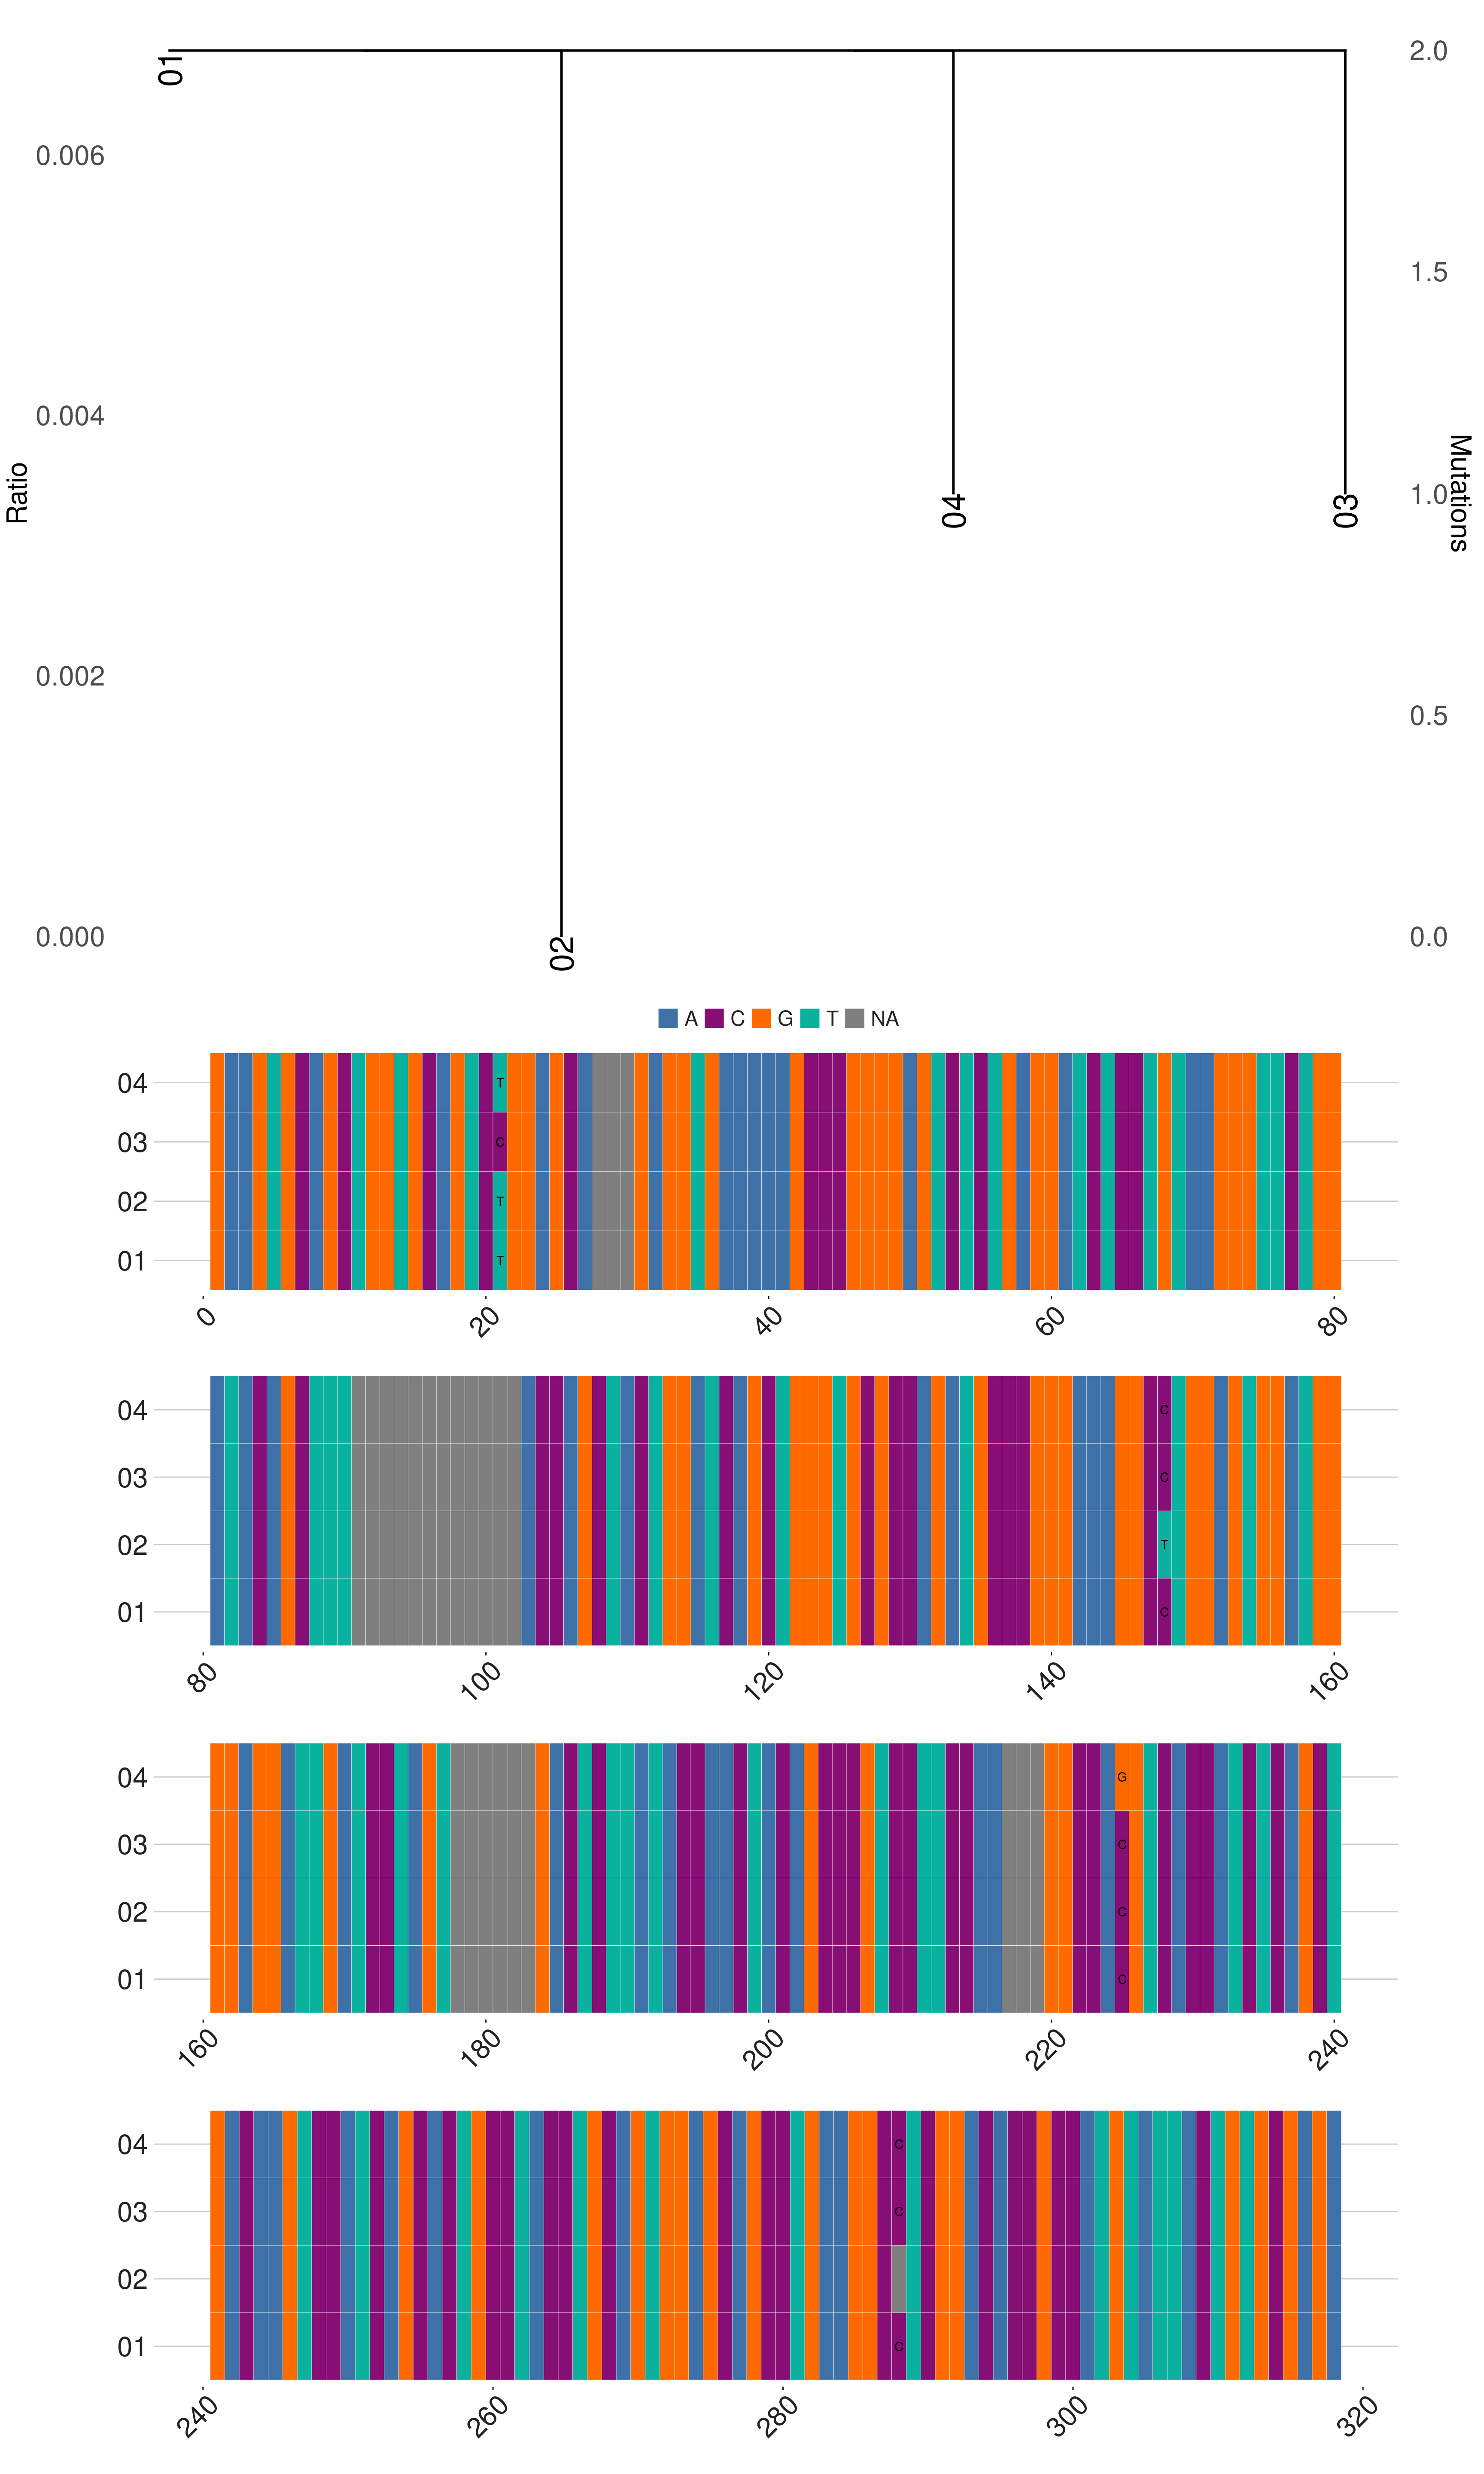 01
2.0
0.006
1.5
0.004
Ratio
Mutations
1.0
04
03
0.002
0.5
0.000
0.0
02
A C G T NA
04 T
03 C
02 T
01 T
0 20 40 60 80
04 C
03 C
02 T
01 C
80 100 120 140 160
04 G
03 C
02 C
01 C
160 180 200 220 240
04 C
03 C
02
01 C
240 260 280 300 320